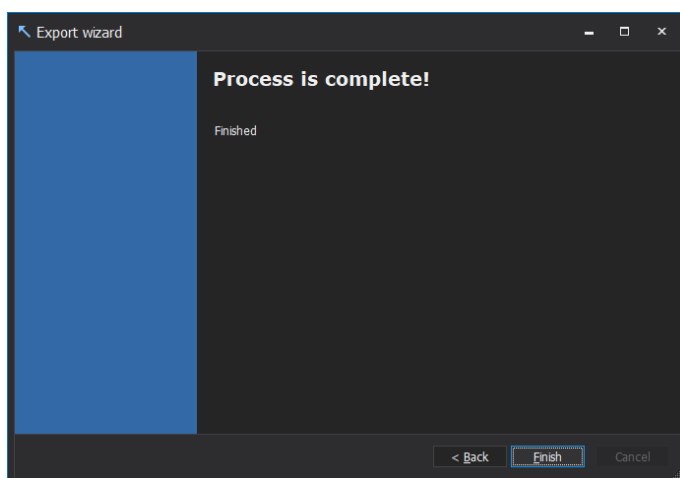 Export wizard
Process is complete!
Finished
< Back
Finish
Cancel